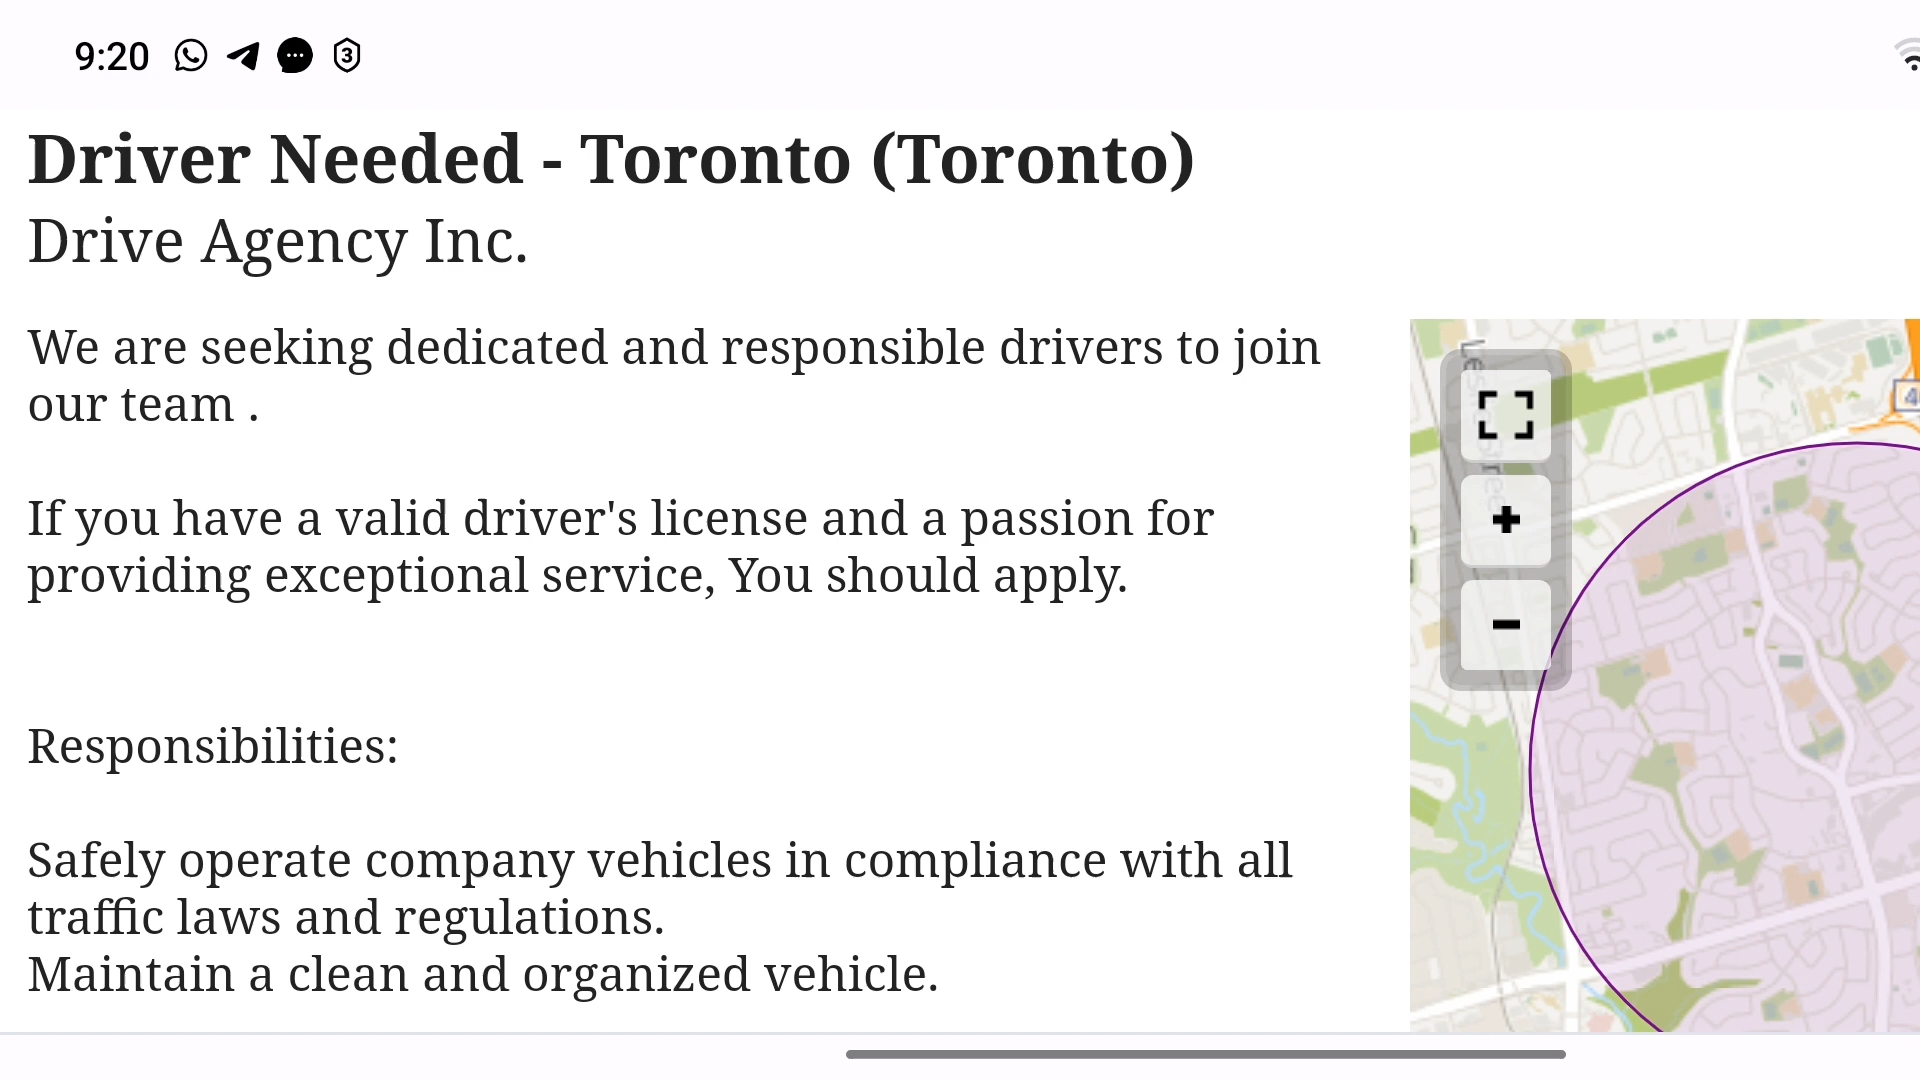 9:20
3
Driver Needed - Toronto (Toronto)
Drive Agency Inc.
We are seeking dedicated and responsible drivers to join
our team .
If you have a valid driver's license and a passion for
providing exceptional service, You should apply.
Responsibilities:
Safely operate company vehicles in compliance with all
traffic laws and regulations.
Maintain a clean and organized vehicle.